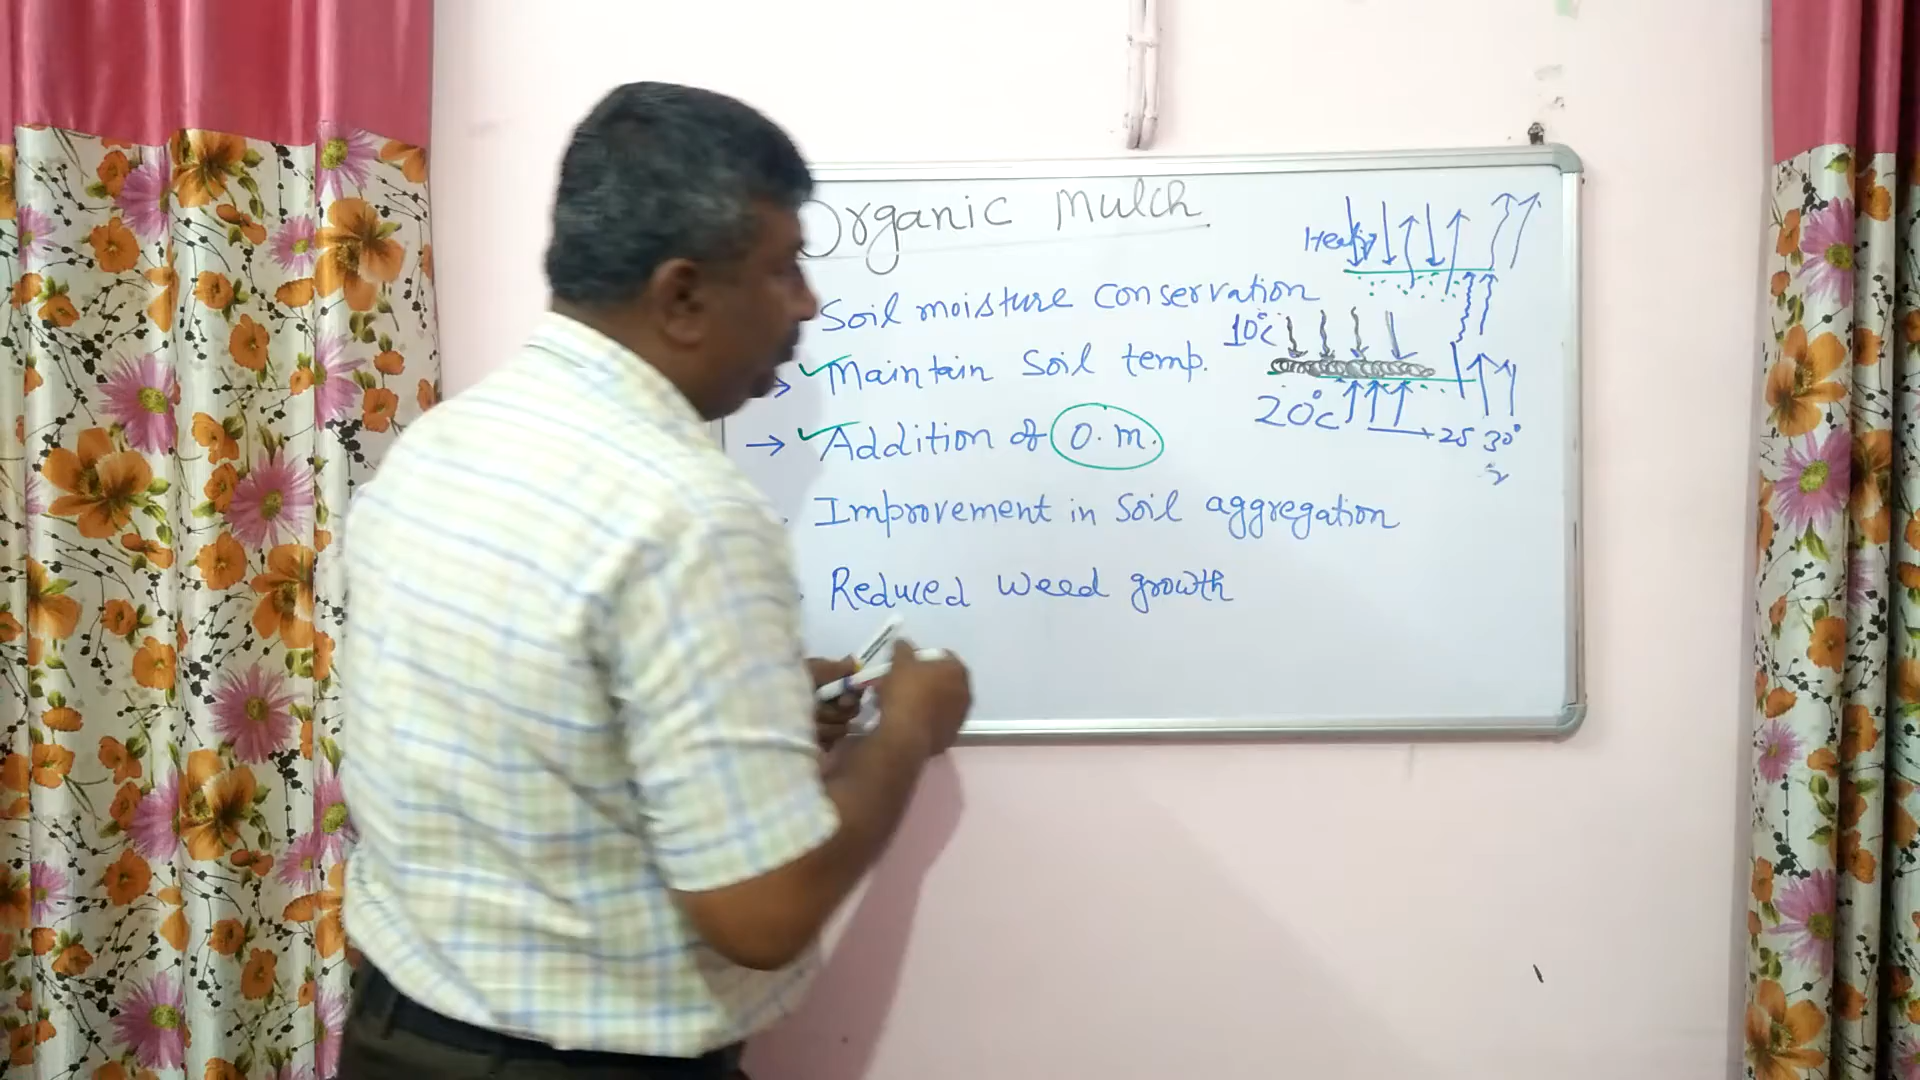 Organic Mulch
Heat
Soil moisture conservation
10°C
→ Maintain Soil temp.
20°C
25 30°
→ Addition of O.m.
Improvement in Soil aggregation
Reduced weed growth